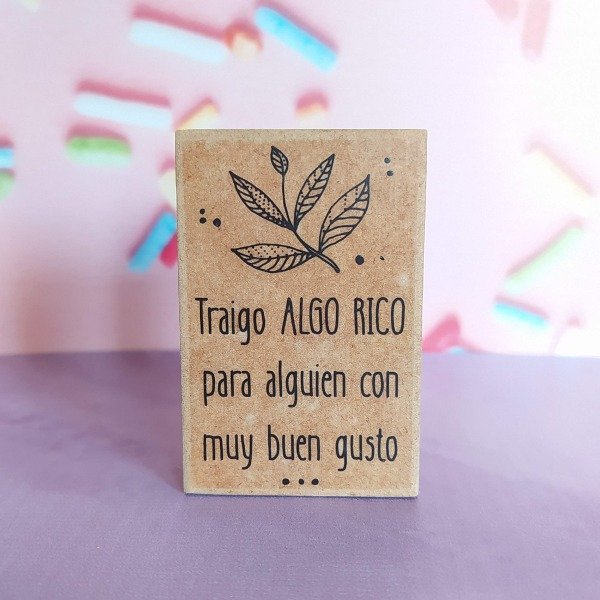 Traigo ALGO RICO
para alguien con
muy buen gusto
...